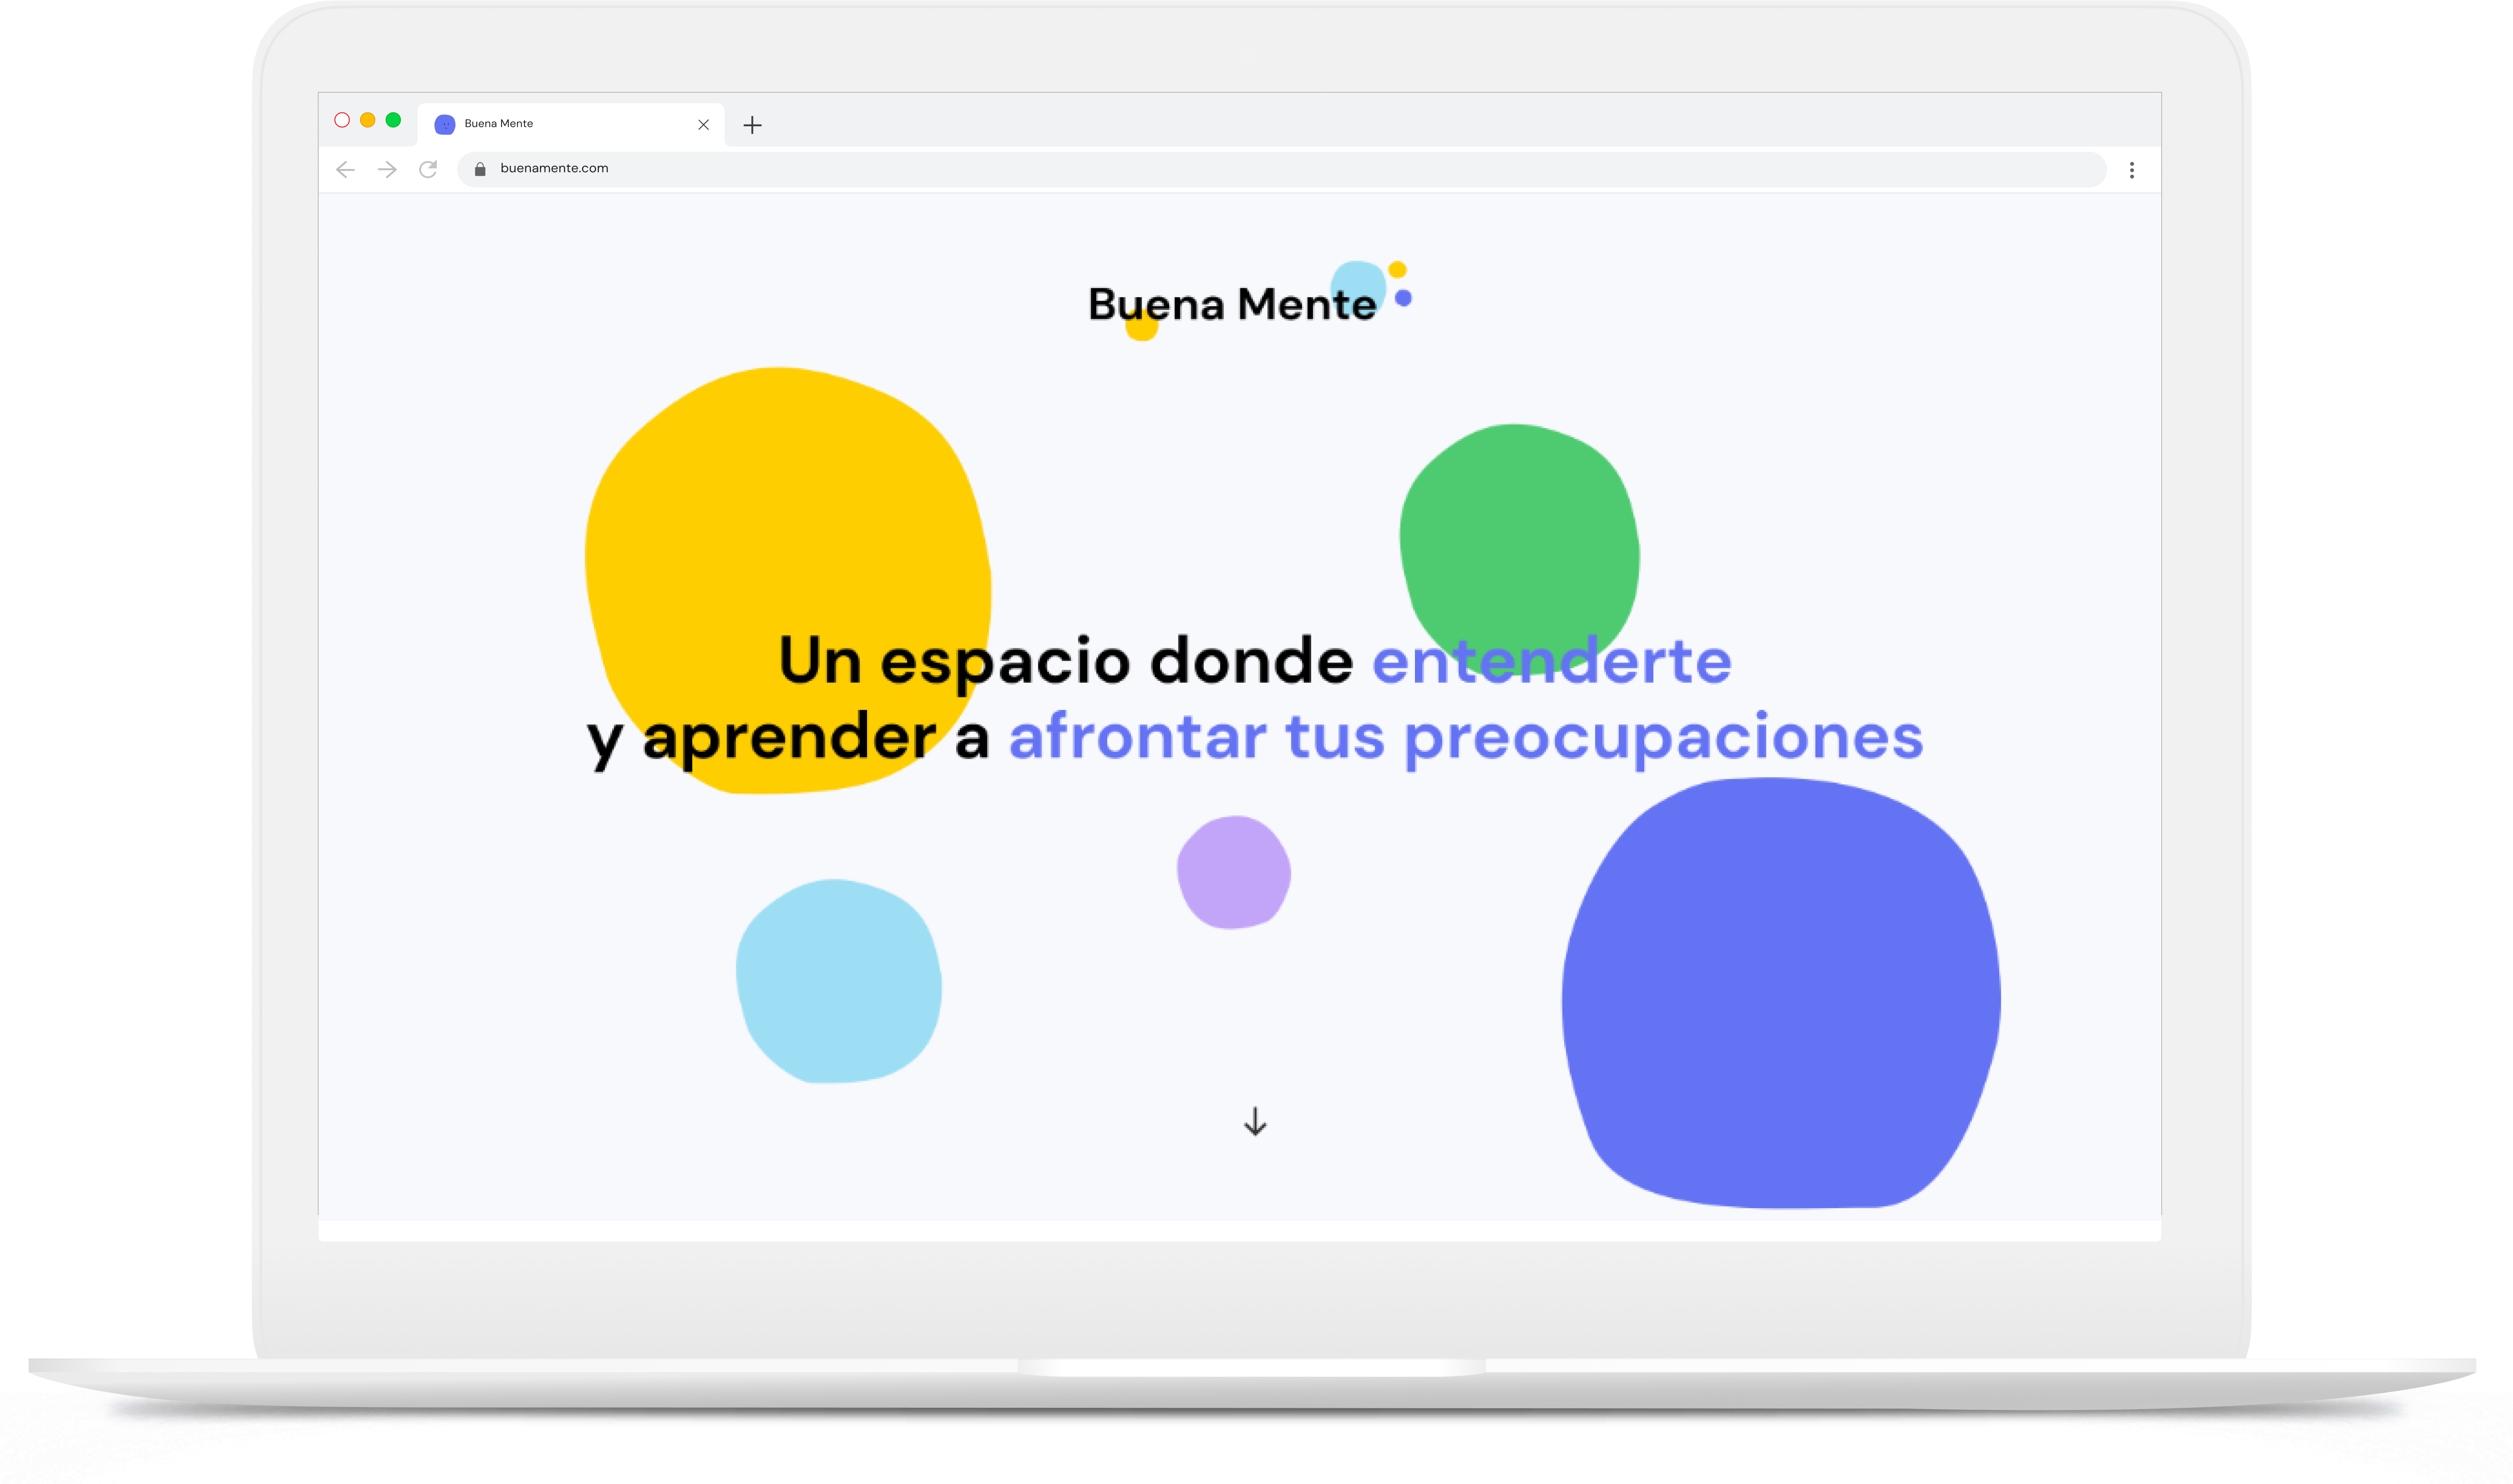 Buena Mente
buenamente.com
Buena Mente
Un espacio donde entenderte
y aprender a afrontar tus preocupaciones